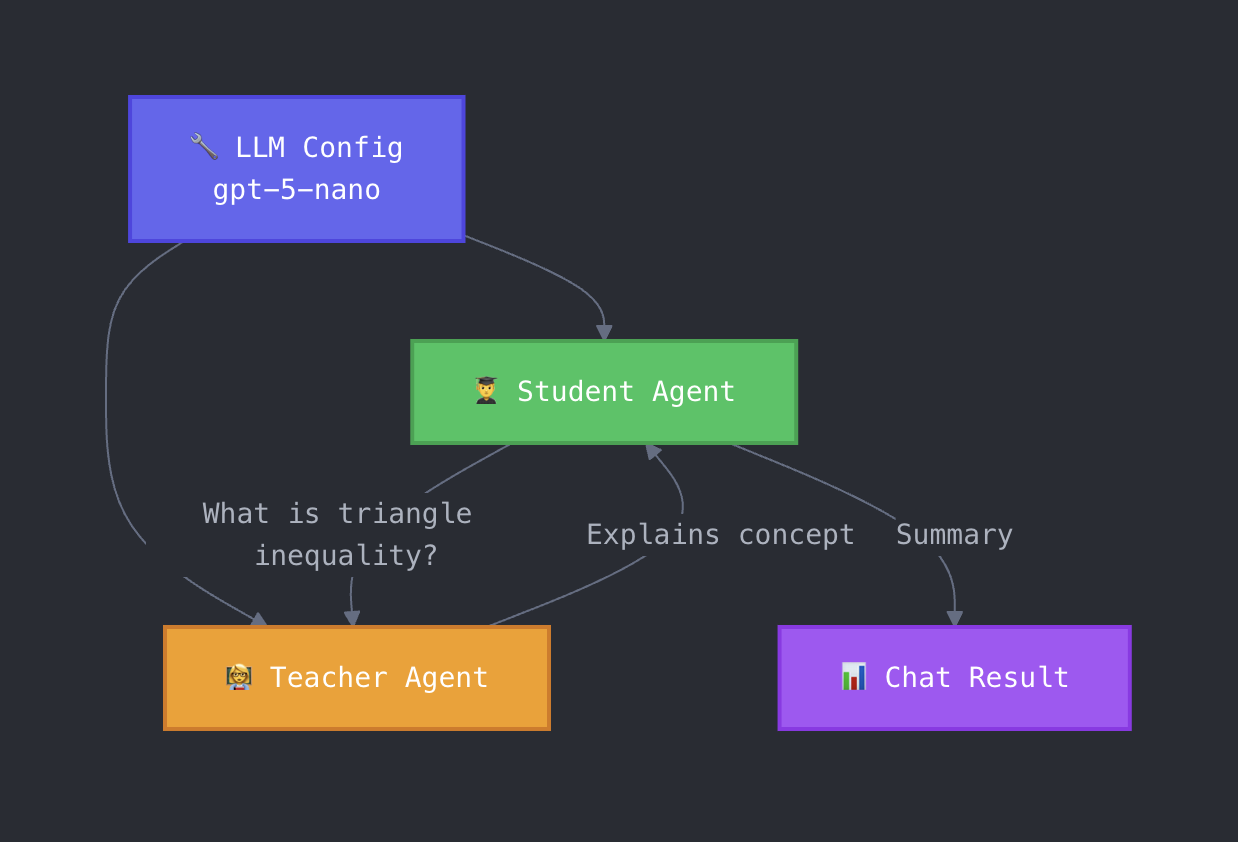 🔧 LLM Config
gpt-5-nano
👨‍🎓 Student Agent
What is triangle
inequality?
Explains concept
Summary
👩‍🏫 Teacher Agent
📊 Chat Result